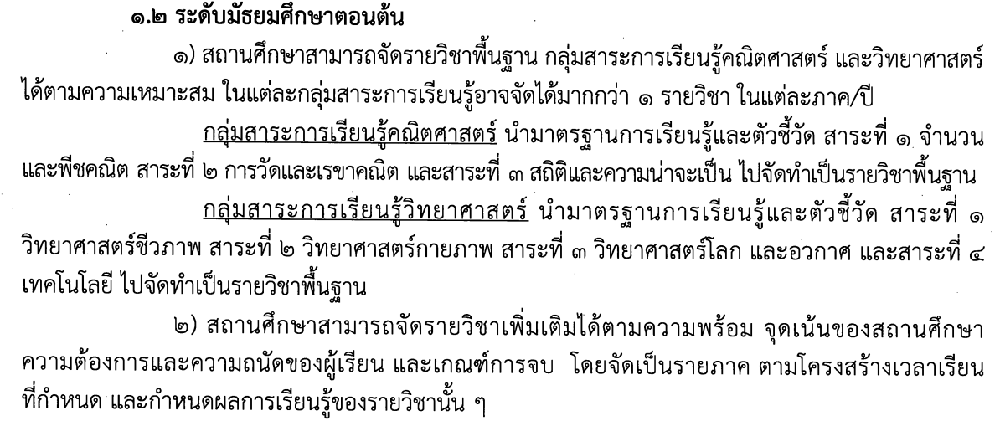 ๑.๒ ระดับมัธยมศึกษาตอนต้น
๑) สถานศึกษาสามารถจัดรายวิชาพื้นฐาน กลุ่มสาระการเรียนรู้คณิตศาสตร์ และวิทยาศาสตร์
ได้ตามความเหมาะสม ในแต่ละกลุ่มสาระการเรียนรู้อาจจัดได้มากกว่า ๑ รายวิชา ในแต่ละภาค/ปี
กลุ่มสาระการเรียนรู้คณิตศาสตร์ นำมาตรฐานการเรียนรู้และตัวชี้วัด สาระที่ ๑ จำนวน
และพีชคณิต สาระที่ ๒ การวัดและเรขาคณิต และสาระที่ ๓ สถิติและความน่าจะเป็น ไปจัดทำเป็นรายวิชาพื้นฐาน
กลุ่มสาระการเรียนรู้วิทยาศาสตร์ นำมาตรฐานการเรียนรู้และตัวชี้วัด สาระที่ ๑
วิทยาศาสตร์ชีวภาพ สาระที่ ๒ วิทยาศาสตร์กายภาพ สาระที่ ๓ วิทยาศาสตร์โลก และอวกาศ และสาระที่ ๔
เทคโนโลยี ไปจัดทำเป็นรายวิชาพื้นฐาน
๒) สถานศึกษาสามารถจัดรายวิชาเพิ่มเติมได้ตามความพร้อม จุดเน้นของสถานศึกษา
ความต้องการและความถนัดของผู้เรียน และเกณฑ์การจบ โดยจัดเป็นรายภาค ตามโครงสร้างเวลาเรียน
ที่กำหนด และกำหนดผลการเรียนรู้ของรายวิชานั้น ๆ